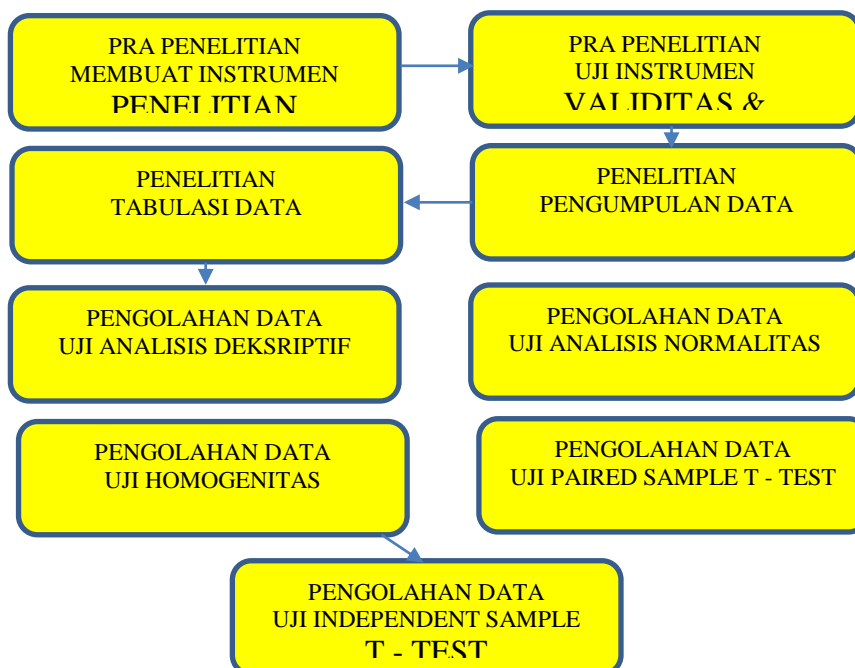 PRA PENELITIAN
MEMBUAT INSTRUMEN
PENELITIAN
PRA PENELITIAN
UJI INSTRUMEN
VALIDITAS &
PENELITIAN
TABULASI DATA
PENELITIAN
PENGUMPULAN DATA
PENGOLAHAN DATA
UJI ANALISIS DEKSRIPTIF
PENGOLAHAN DATA
UJI ANALISIS NORMALITAS
PENGOLAHAN DATA
UJI HOMOGENITAS
PENGOLAHAN DATA
UJI PAIRED SAMPLE T - TEST
PENGOLAHAN DATA
UJI INDEPENDENT SAMPLE
T - TEST